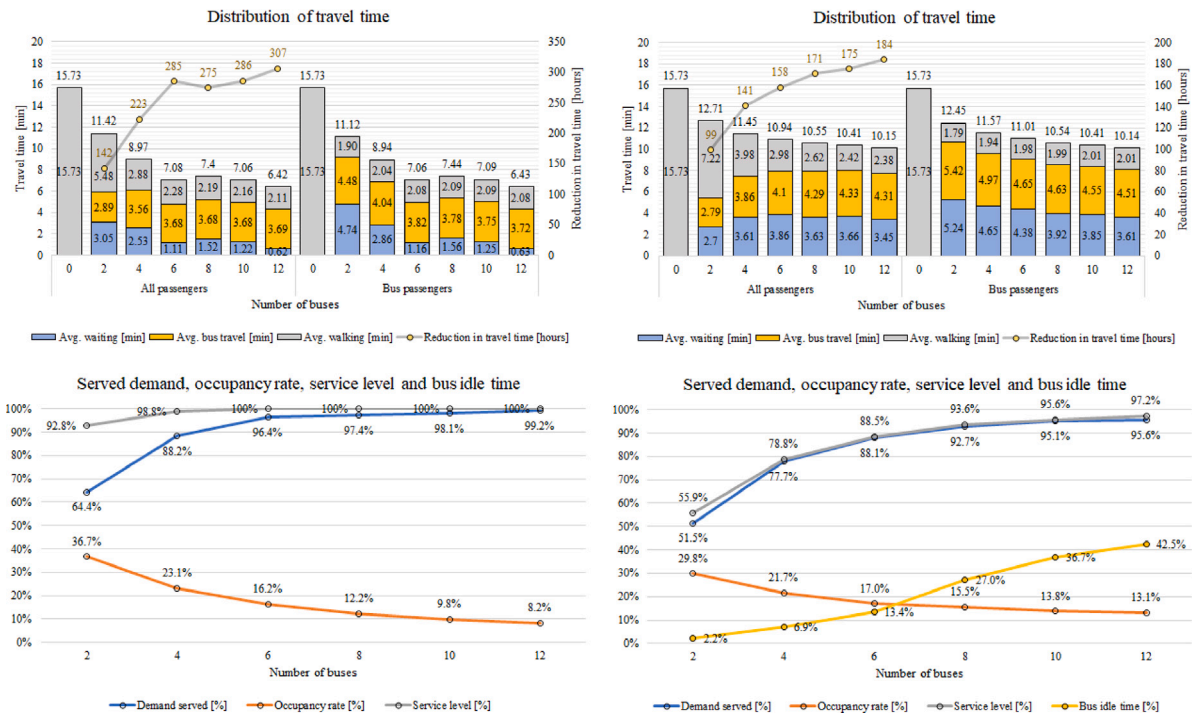 Distribution of travel time
20
18
16
14
12
10
8
6
4
2
0
Travel time [min]
350
300
250
200
150
100
50
0
Reduction in travel time [hours]
142 223 285 275 286 307
15.73 11.42 8.97 7.08 7.4 7.06 6.42
15.73 11.12 8.94 7.06 7.44 7.09 6.43
15.73 5.48 2.88 2.28 2.19 2.16 2.11
2.89 3.56 3.68 3.68 3.68 3.69
3.05 2.53 1.11 1.52 1.22 0.62
15.73 1.90 2.04 2.08 2.09 2.09 2.08
4.48 4.04 3.82 3.78 3.75 3.72
4.74 2.86 1.16 1.56 1.25 0.63
0 2 4 6 8 10 12 0 2 4 6 8 10 12
All passengers Bus passengers
Number of buses
Avg. waiting [min] Avg. bus travel [min] Avg. walking [min] Reduction in travel time [hours]
Distribution of travel time
20
18
16
14
12
10
8
6
4
2
0
Travel time [min]
200
180
160
140
120
100
80
60
40
20
0
Reduction in travel time [hours]
99 141 158 171 175 184
15.73 12.71 11.45 10.94 10.55 10.41 10.15
15.73 12.45 11.57 11.01 10.54 10.41 10.14
15.73 7.22 3.98 2.98 2.62 2.42 2.38
2.79 3.86 4.1 4.29 4.33 4.31
2.7 3.61 3.86 3.63 3.66 3.45
15.73 1.79 1.94 1.98 1.99 2.01 2.01
5.42 4.97 4.65 4.63 4.55 4.51
5.24 4.65 4.38 3.92 3.85 3.61
0 2 4 6 8 10 12 0 2 4 6 8 10 12
All passengers Bus passengers
Number of buses
Avg. waiting [min] Avg. bus travel [min] Avg. walking [min] Reduction in travel time [hours]
Served demand, occupancy rate, service level and bus idle time
100%
90%
80%
70%
60%
50%
40%
30%
20%
10%
0%
92.8% 98.8% 100% 100% 100% 100%
64.4% 88.2% 96.4% 97.4% 98.1% 99.2%
36.7% 23.1% 16.2% 12.2% 9.8% 8.2%
2 4 6 8 10 12
Number of buses
Demand served [%] Occupancy rate [%] Service level [%]
Served demand, occupancy rate, service level and bus idle time
100%
90%
80%
70%
60%
50%
40%
30%
20%
10%
0%
55.9% 78.8% 88.5% 93.6% 95.6% 97.2%
51.5% 77.7% 88.1% 92.7% 95.1% 95.6%
29.8% 21.7% 17.0% 15.5% 13.8% 13.1%
2.2% 6.9% 13.4% 27.0% 36.7% 42.5%
2 4 6 8 10 12
Number of buses
Demand served [%] Occupancy rate [%] Service level [%] Bus idle time [%]